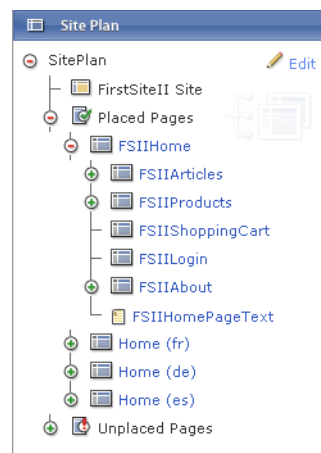 Site Plan
SitePlan
Edit
FirstSiteII Site
Placed Pages
FSIIHome
FSIIArticles
FSIIProducts
FSIIShoppingCart
FSIILogin
FSIIAbout
FSIIHomePageText
Home (fr)
Home (de)
Home (es)
Unplaced Pages